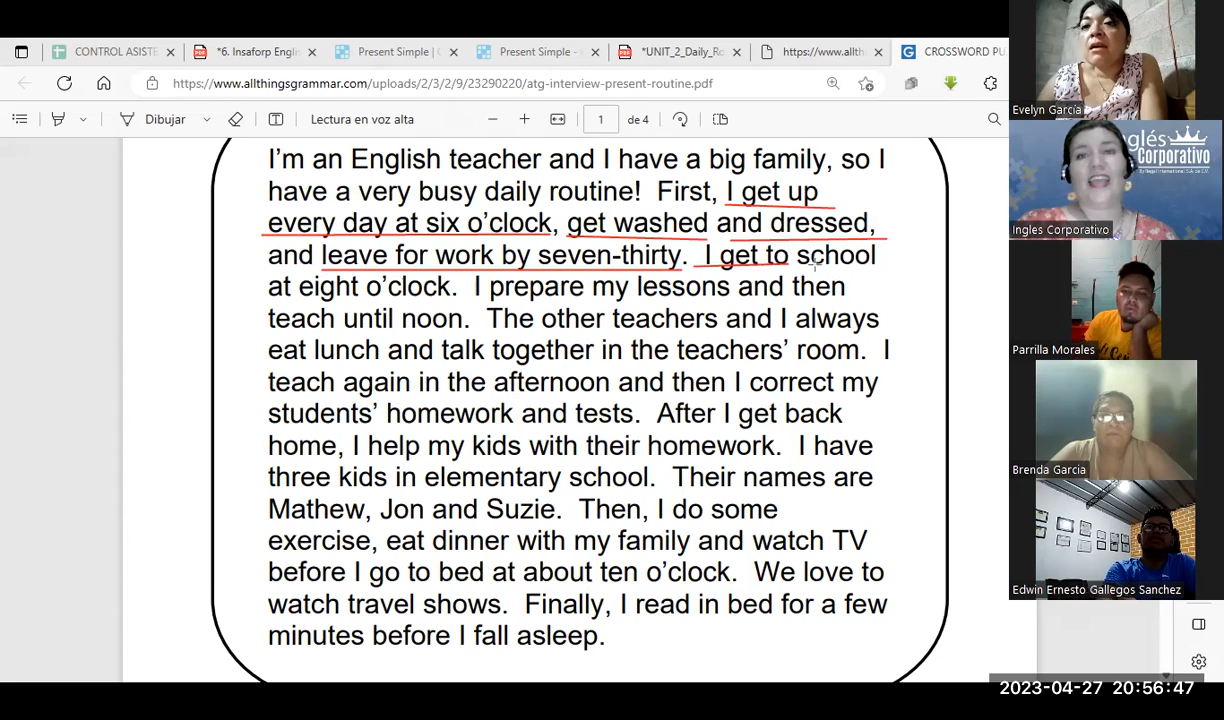 CONTROL ASISTE
*6. Insaforp Engli
Present Simple | G
Present Simple -
*UNIT_2_Daily_Ro
https://www.allth
CROSSWORD PU
https://www.allthingsgrammar.com/uploads/2/3/2/9/23290220/atg-interview-present-routine.pdf
Dibujar
Lectura en voz alta
1
de 4
I'm an English teacher and I have a big family, so I
have a very busy daily routine! First, I get up
every day at six o'clock, get washed and dressed,
and leave for work by seven-thirty. I get to school
at eight o'clock. I prepare my lessons and then
teach until noon. The other teachers and I always
eat lunch and talk together in the teachers' room. I
teach again in the afternoon and then I correct my
students' homework and tests. After I get back
home, I help my kids with their homework. I have
three kids in elementary school. Their names are
Mathew, Jon and Suzie. Then, I do some
exercise, eat dinner with my family and watch TV
before I go to bed at about ten o'clock. We love to
watch travel shows. Finally, I read in bed for a few
minutes before I fall asleep.
Evelyn García
nglés
Corporativo
Ingles Corporativo
Parrilla Morales
Brenda Garcia
Edwin Ernesto Gallegos Sanchez
2023-04-27 20:56:47